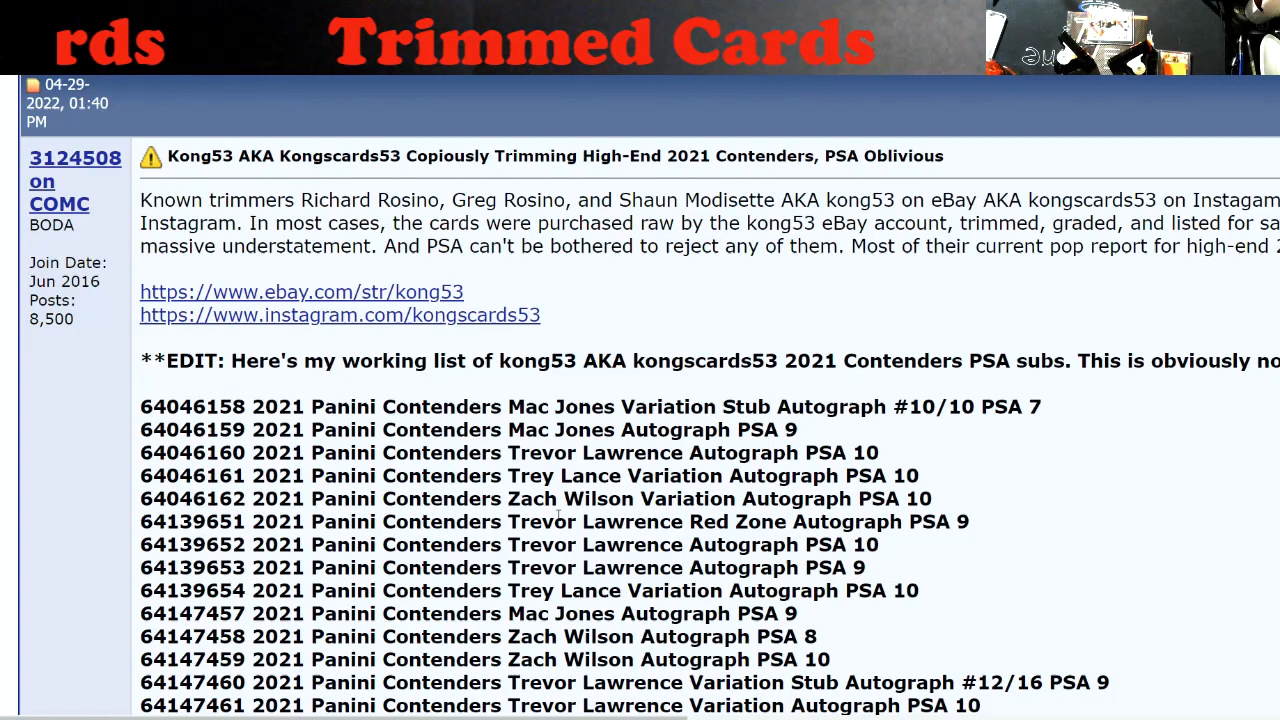 rds Trimmed Cards
04-29-
2022, 01:40
PM
3124508
on
COMC
BODA
Join Date:
Jun 2016
Posts:
8,500
Kong53 AKA Kongscards53 Copiously Trimming High-End 2021 Contenders, PSA Oblivious
Known trimmers Richard Rosino, Greg Rosino, and Shaun Modisette AKA kong53 on eBay AKA kongscards53 on Instagam
Instagram. In most cases, the cards were purchased raw by the kong53 eBay account, trimmed, graded, and listed for sa
massive understatement. And PSA can't be bothered to reject any of them. Most of their current pop report for high-end 2
https://www.ebay.com/str/kong53
https://www.instagram.com/kongscards53
**EDIT: Here's my working list of kong53 AKA kongscards53 2021 Contenders PSA subs. This is obviously no
64046158 2021 Panini Contenders Mac Jones Variation Stub Autograph #10/10 PSA 7
64046159 2021 Panini Contenders Mac Jones Autograph PSA 9
64046160 2021 Panini Contenders Trevor Lawrence Autograph PSA 10
64046161 2021 Panini Contenders Trey Lance Variation Autograph PSA 10
64046162 2021 Panini Contenders Zach Wilson Variation Autograph PSA 10
64139651 2021 Panini Contenders Trevor Lawrence Red Zone Autograph PSA 9
64139652 2021 Panini Contenders Trevor Lawrence Autograph PSA 10
64139653 2021 Panini Contenders Trevor Lawrence Autograph PSA 9
64139654 2021 Panini Contenders Trey Lance Variation Autograph PSA 10
64147457 2021 Panini Contenders Mac Jones Autograph PSA 9
64147458 2021 Panini Contenders Zach Wilson Autograph PSA 8
64147459 2021 Panini Contenders Zach Wilson Autograph PSA 10
64147460 2021 Panini Contenders Trevor Lawrence Variation Stub Autograph #12/16 PSA 9
64147461 2021 Panini Contenders Trevor Lawrence Variation Autograph PSA 10